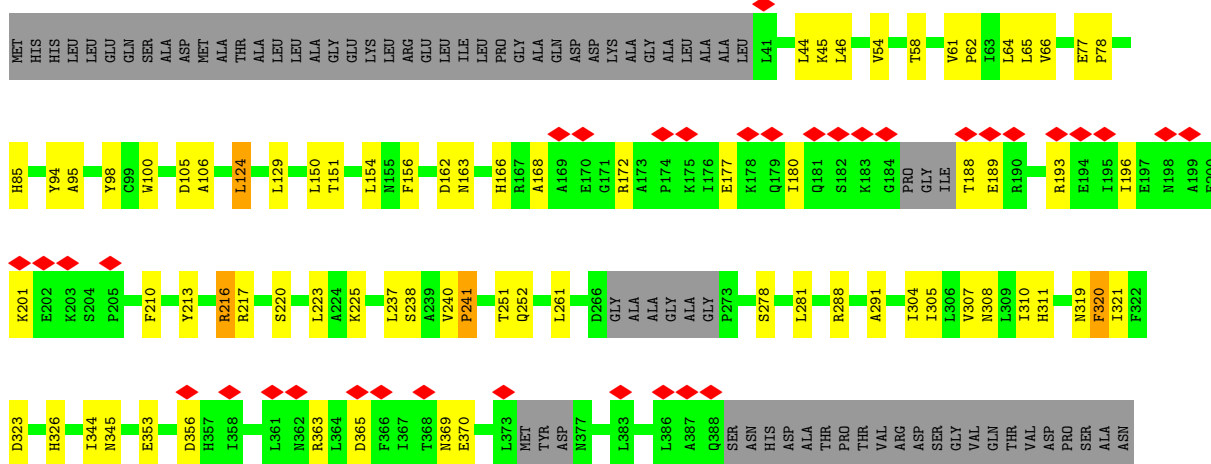 MET HIS HIS LEU LEU GLU GLN SER ALA ASP MET ALA THR ALA LEU LEU ALA GLY GLU LYS LEU ARG GLU LEU ILE LEU PRO GLY ALA GLN ASP ASP LYS ALA GLY ALA LEU ALA ALA LEU L41 L44 K45 L46 V54 T58 V61 P62 I63 L64 L65 V66 E77 P78
H85 Y94 A95 Y98 C99 W100 D105 A106 L124 L129 L150 T151 L154 N155 F156 D162 N163 H166 R167 A168 A169 E170 G171 R172 A173 P174 K175 I176 E177 K178 Q179 I180 Q181 S182 K183 G184 PRO GLY ILE T188 E189 R190 R193 E194 I195 I196 E197 N198 A199
K201 E202 K203 S204 P205 F210 Y213 R216 R217 S220 L223 A224 K225 L237 S238 A239 V240 P241 T251 Q252 L261 D266 GLY ALA ALA GLY ALA GLY P273 S278 L281 R288 A291 I304 I305 L306 V307 N308 L309 I310 H311 N319 F320 I321 F322
D323 H326 I344 N345 E353 D356 H357 I358 L361 N362 R363 L364 D365 F366 I367 T368 N369 E370 L373 MET TYR ASP N377 L383 L386 A387 Q388 SER ASN HIS ASP ALA THR PRO THR VAL ARG ASP SER GLY VAL GLN THR VAL ASP PRO SER ALA ASN